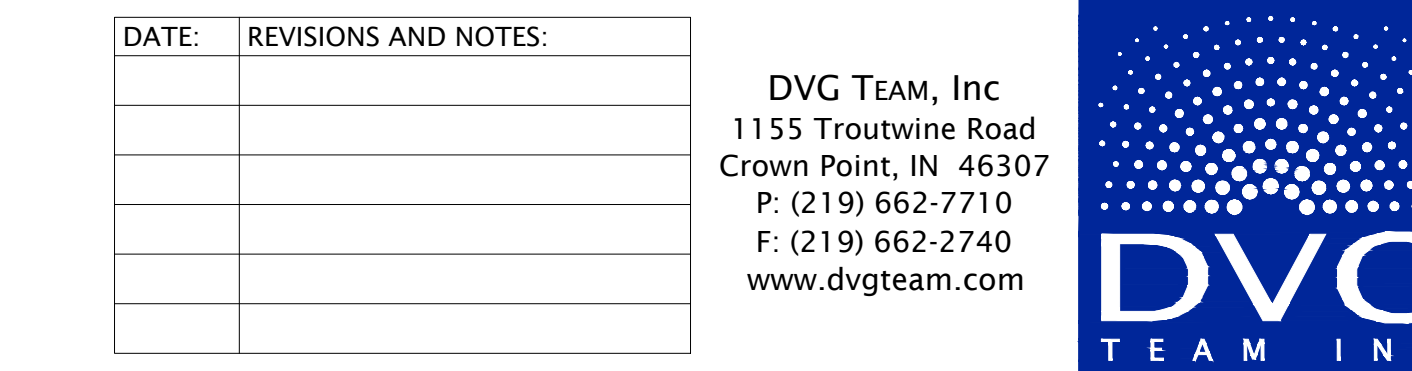 DATE: REVISIONS AND NOTES:
DVG TEAM, Inc
1155 Troutwine Road
Crown Point, IN 46307
P: (219) 662-7710
F: (219) 662-2740
www.dvgteam.com
DVG
TEAM IN